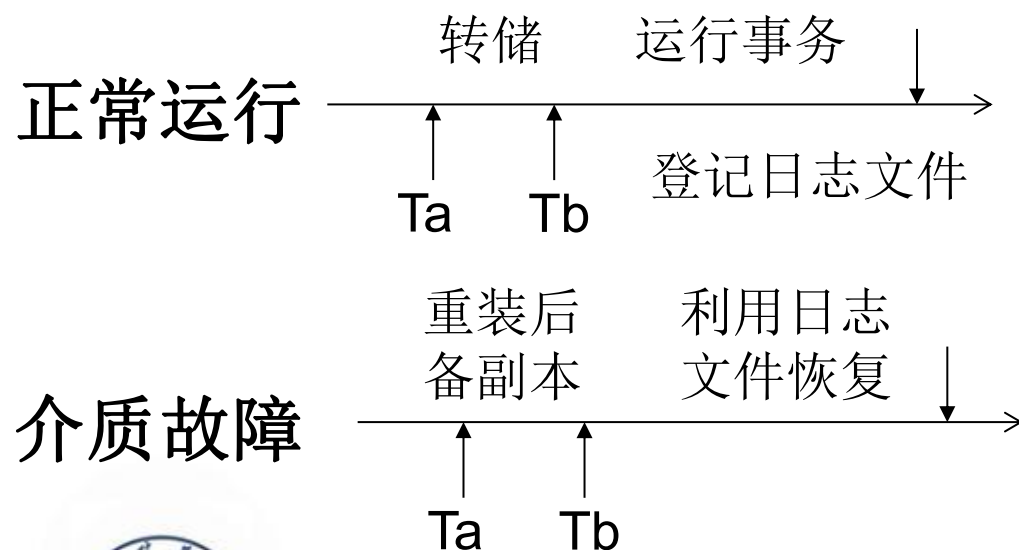 转储 运行事务
正常运行
登记日志文件
Ta Tb
重装后 利用日志
备副本 文件恢复
介质故障
Ta Tb